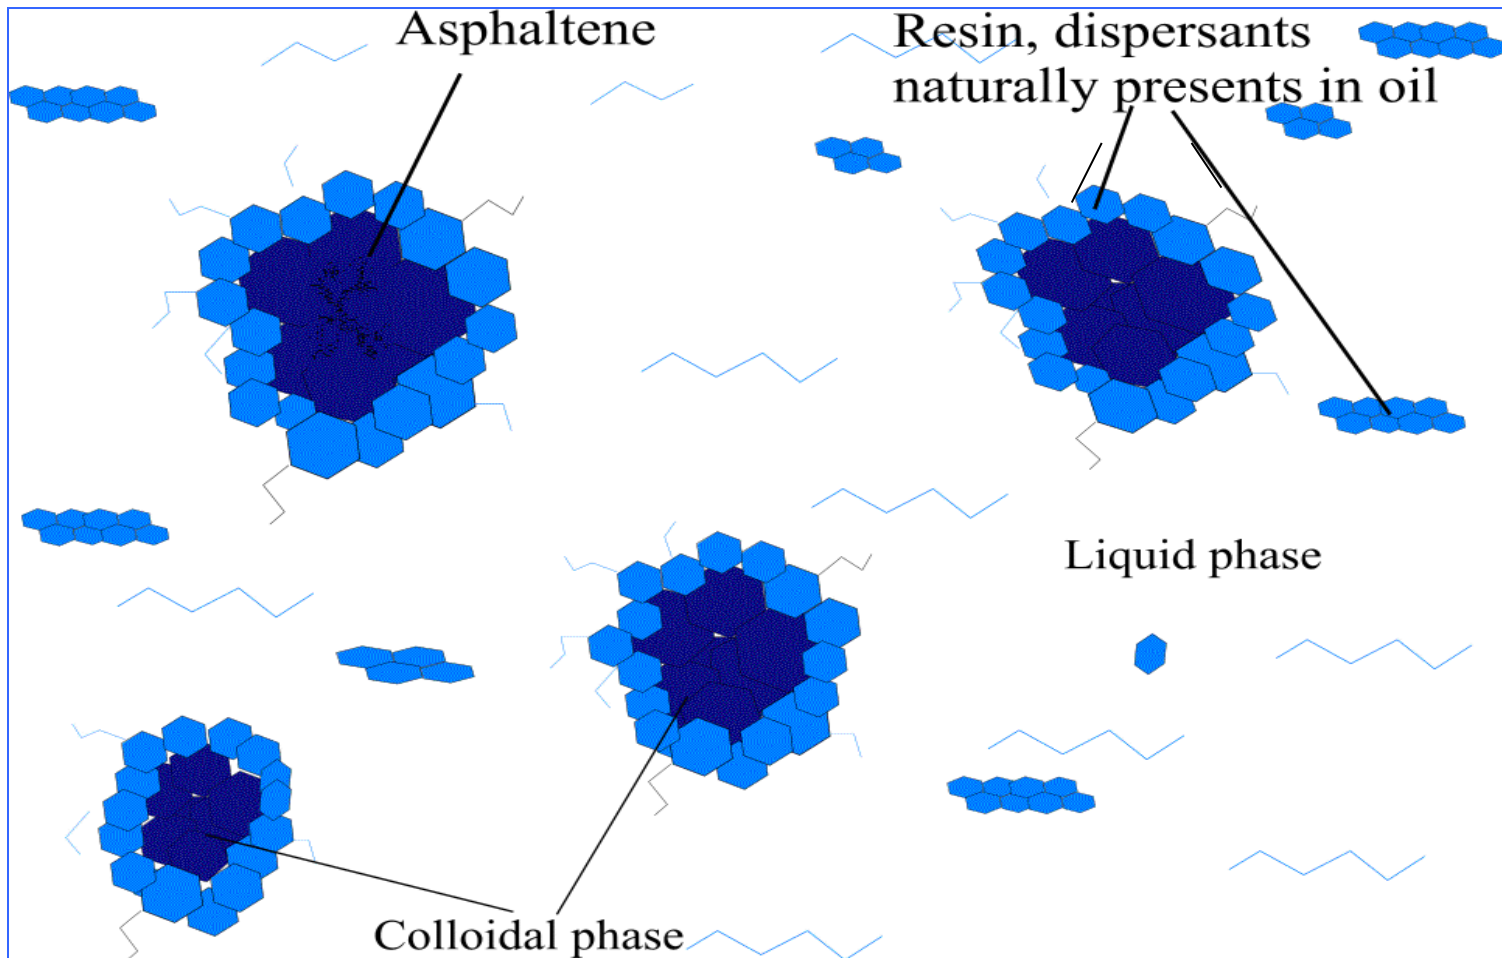 Asphaltene
Resin, dispersants
naturally presents in oil
Liquid phase
Colloidal phase